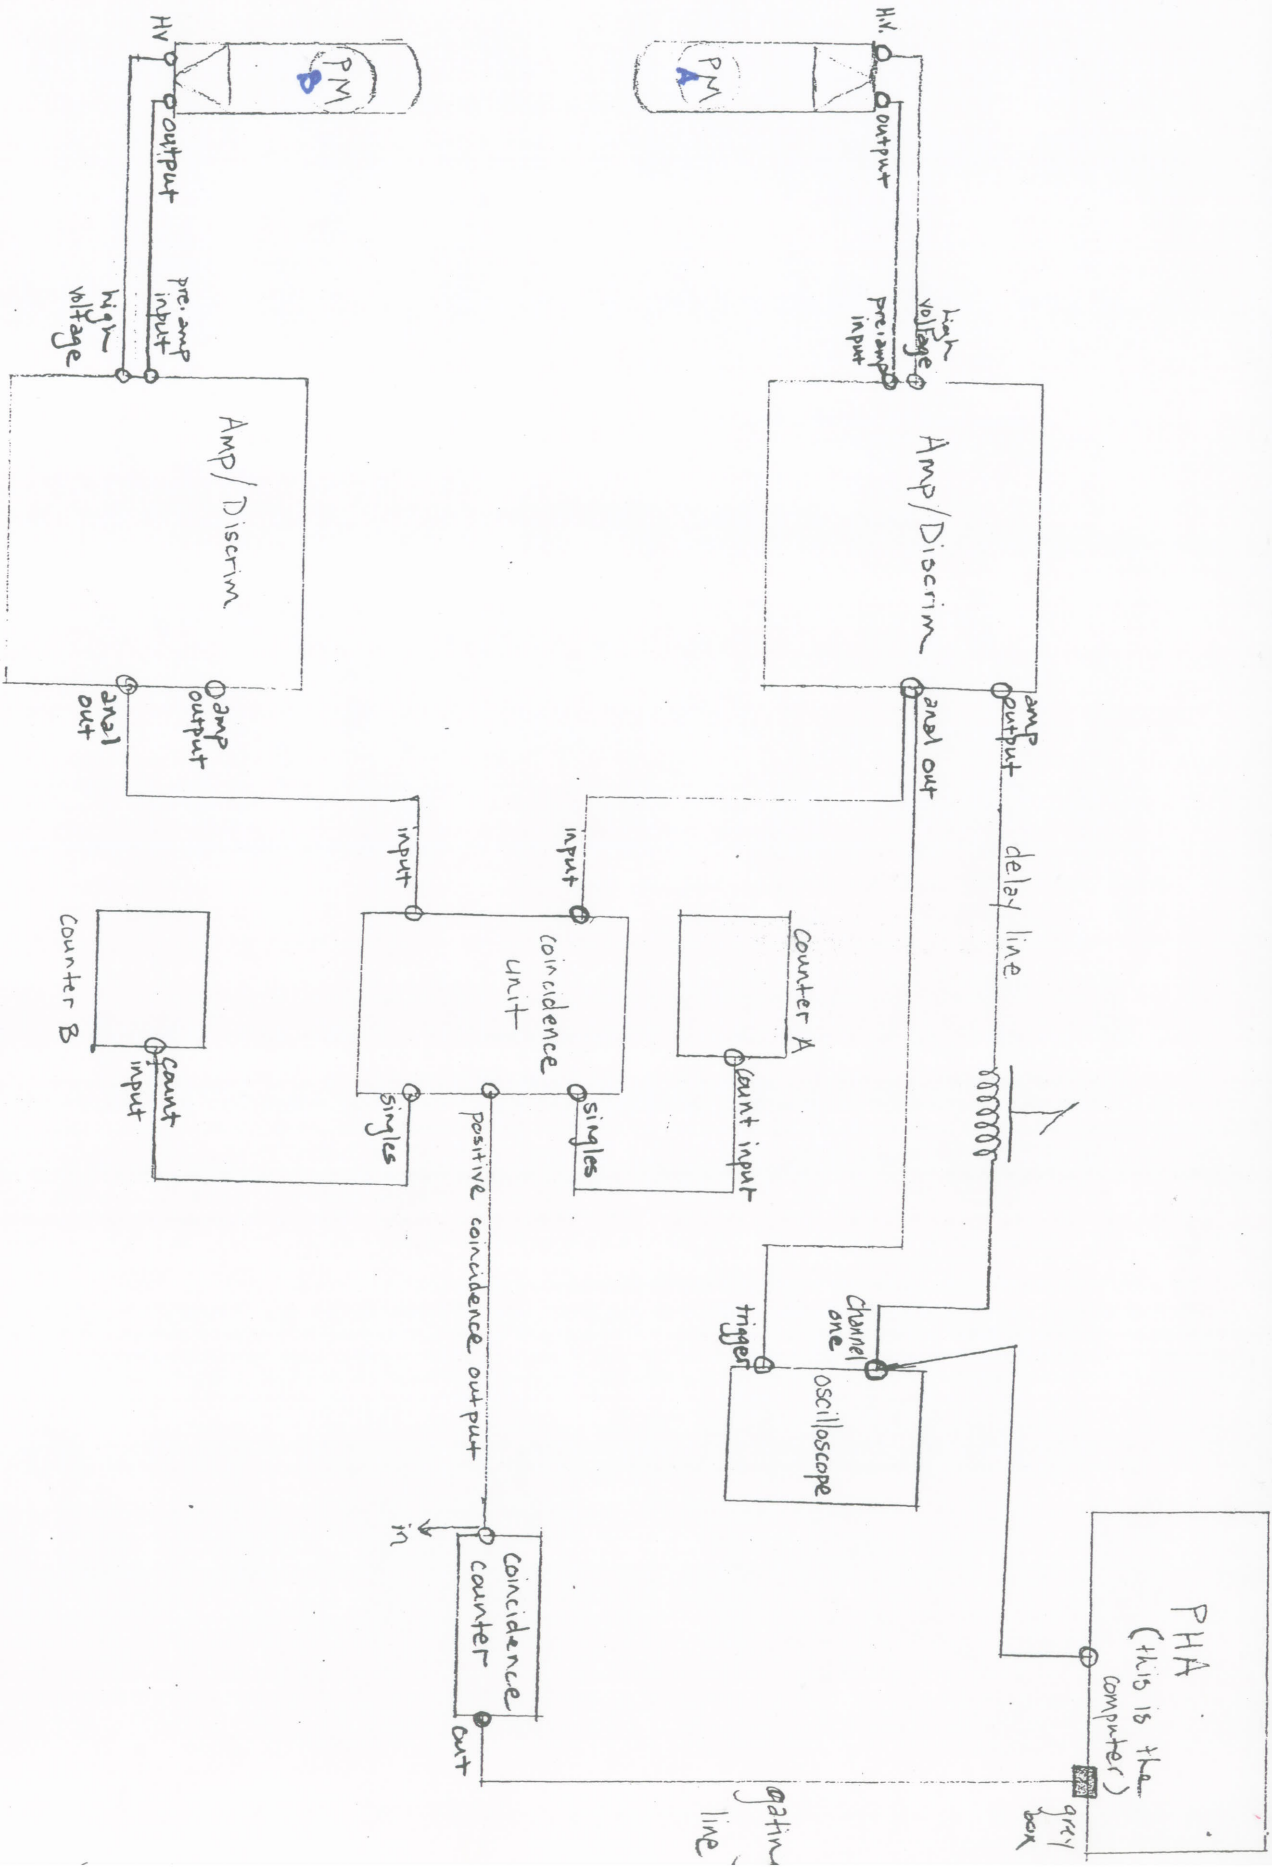 H.V.
output
PM
A
high
voltage
pre.amp
input
Amp/Discrim
amp
output
anal out
delay line
HV
output
PM
B
pre.amp
input
high
voltage
Amp/Discrim
amp
output
anal
out
input
input
coincidence
unit
singles
positive coincidence output
singles
Counter A
count input
counter B
count
input
Channel
one
trigger
oscilloscope
in
coincidence
counter
out
gating
line
PHA
(this is the
computer)
grey
box